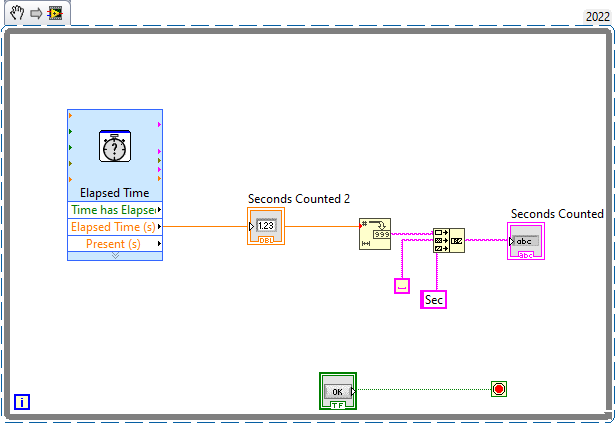 2022
Elapsed Time
Time has Elapse
Elapsed Time (s)
Present (s)
Seconds Counted 2
1.23
DBL
#
999
Sec
Seconds Counted
abc
abc
OK
TF
i
?